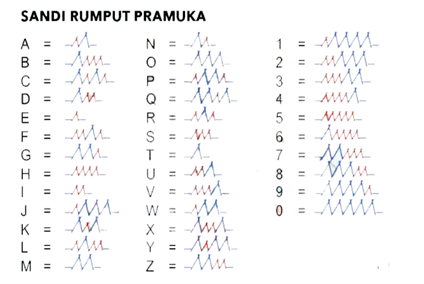 SANDI RUMPUT PRAMUKA
A = N = 1 =
B = O = 2 =
C = P = 3 =
D = Q = 4 =
E = R = 5 =
F = S = 6 =
G = T = 7 =
H = U = 8 =
I = V = 9 =
J = W = 0 =
K = X =
L = Y =
M = Z =